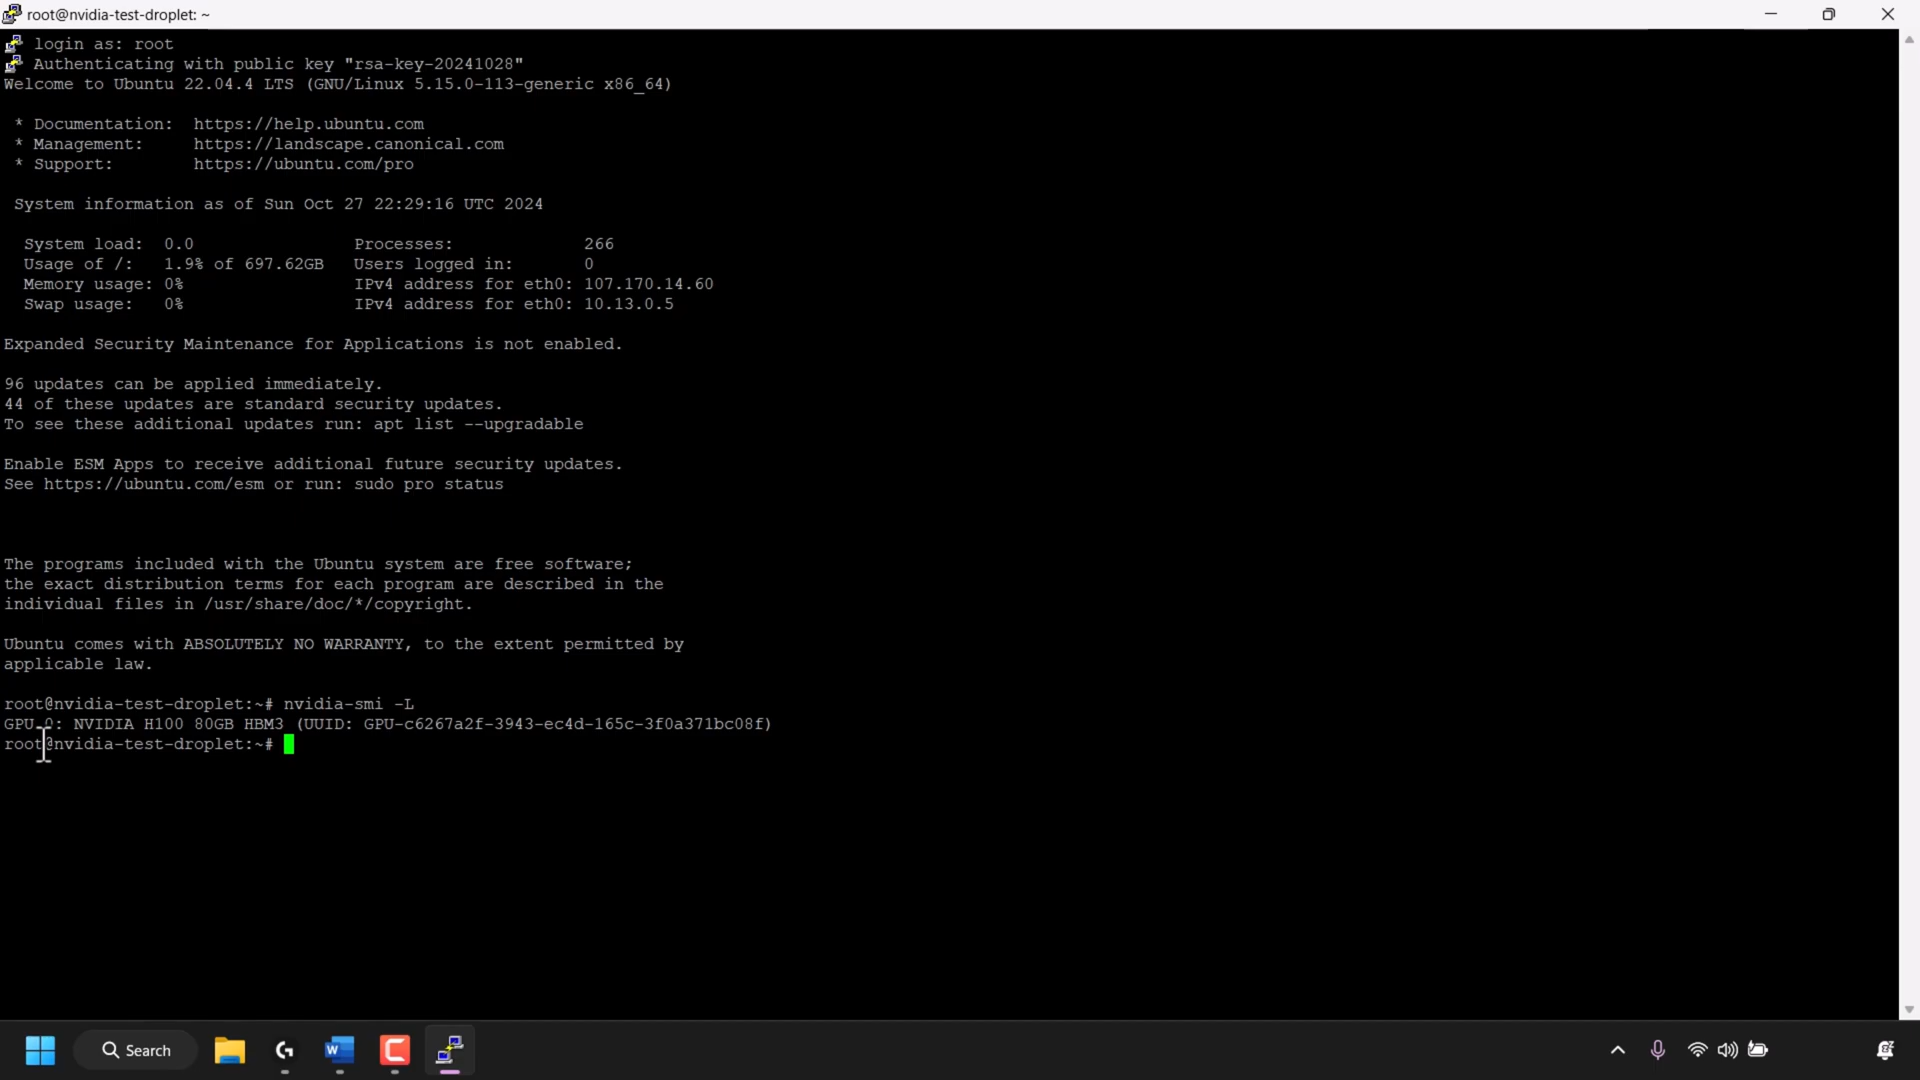 root@nvidia-test-droplet: ~
login as: root
Authenticating with public key "rsa-key-20241028"
Welcome to Ubuntu 22.04.4 LTS (GNU/Linux 5.15.0-113-generic x86_64)
* Documentation:  https://help.ubuntu.com
* Management:     https://landscape.canonical.com
* Support:        https://ubuntu.com/pro
System information as of Sun Oct 27 22:29:16 UTC 2024
System load:  0.0                Processes:             266
Usage of /:   1.9% of 697.62GB   Users logged in:       0
Memory usage: 0%                 IPv4 address for eth0: 107.170.14.60
Swap usage:   0%                 IPv4 address for eth0: 10.13.0.5
Expanded Security Maintenance for Applications is not enabled.
96 updates can be applied immediately.
44 of these updates are standard security updates.
To see these additional updates run: apt list --upgradable
Enable ESM Apps to receive additional future security updates.
See https://ubuntu.com/esm or run: sudo pro status
The programs included with the Ubuntu system are free software;
the exact distribution terms for each program are described in the
individual files in /usr/share/doc/*/copyright.
Ubuntu comes with ABSOLUTELY NO WARRANTY, to the extent permitted by
applicable law.
root@nvidia-test-droplet:~# nvidia-smi -L
GPU 0: NVIDIA H100 80GB HBM3 (UUID: GPU-c6267a2f-3943-ec4d-165c-3f0a371bc08f)
root@nvidia-test-droplet:~#
Search